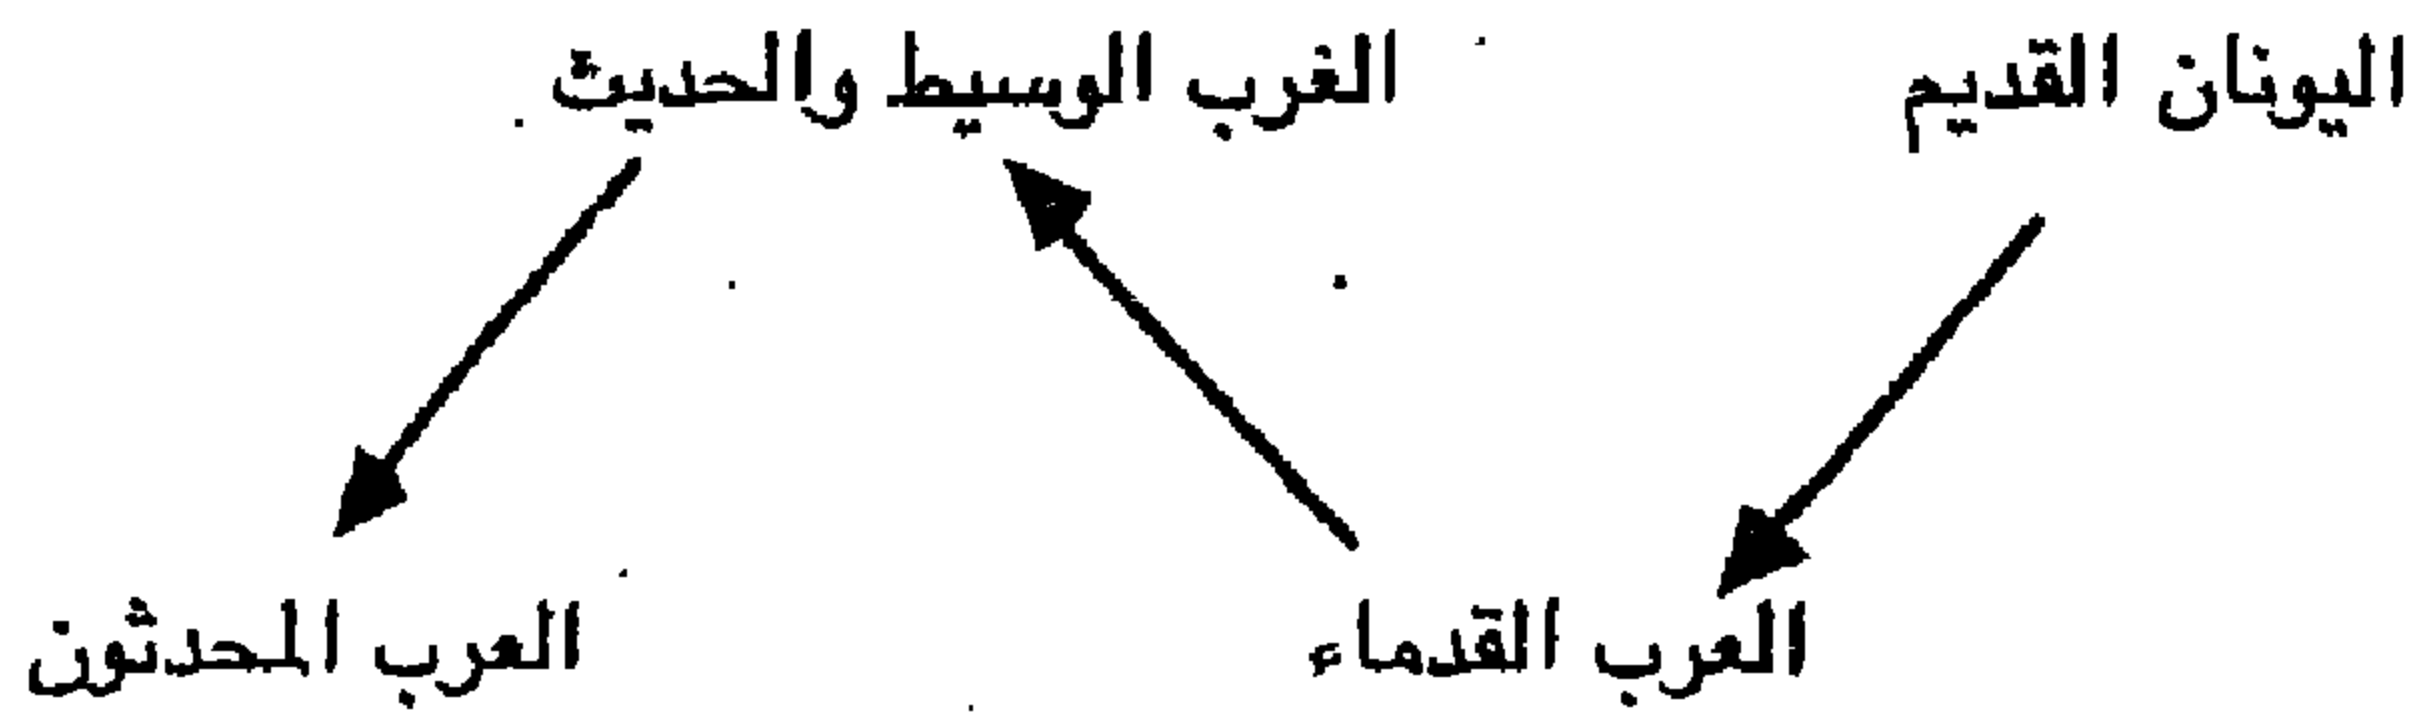 اليونان القديم
الغرب الوسيط والحديث
العرب القدماء
العرب المحدثون